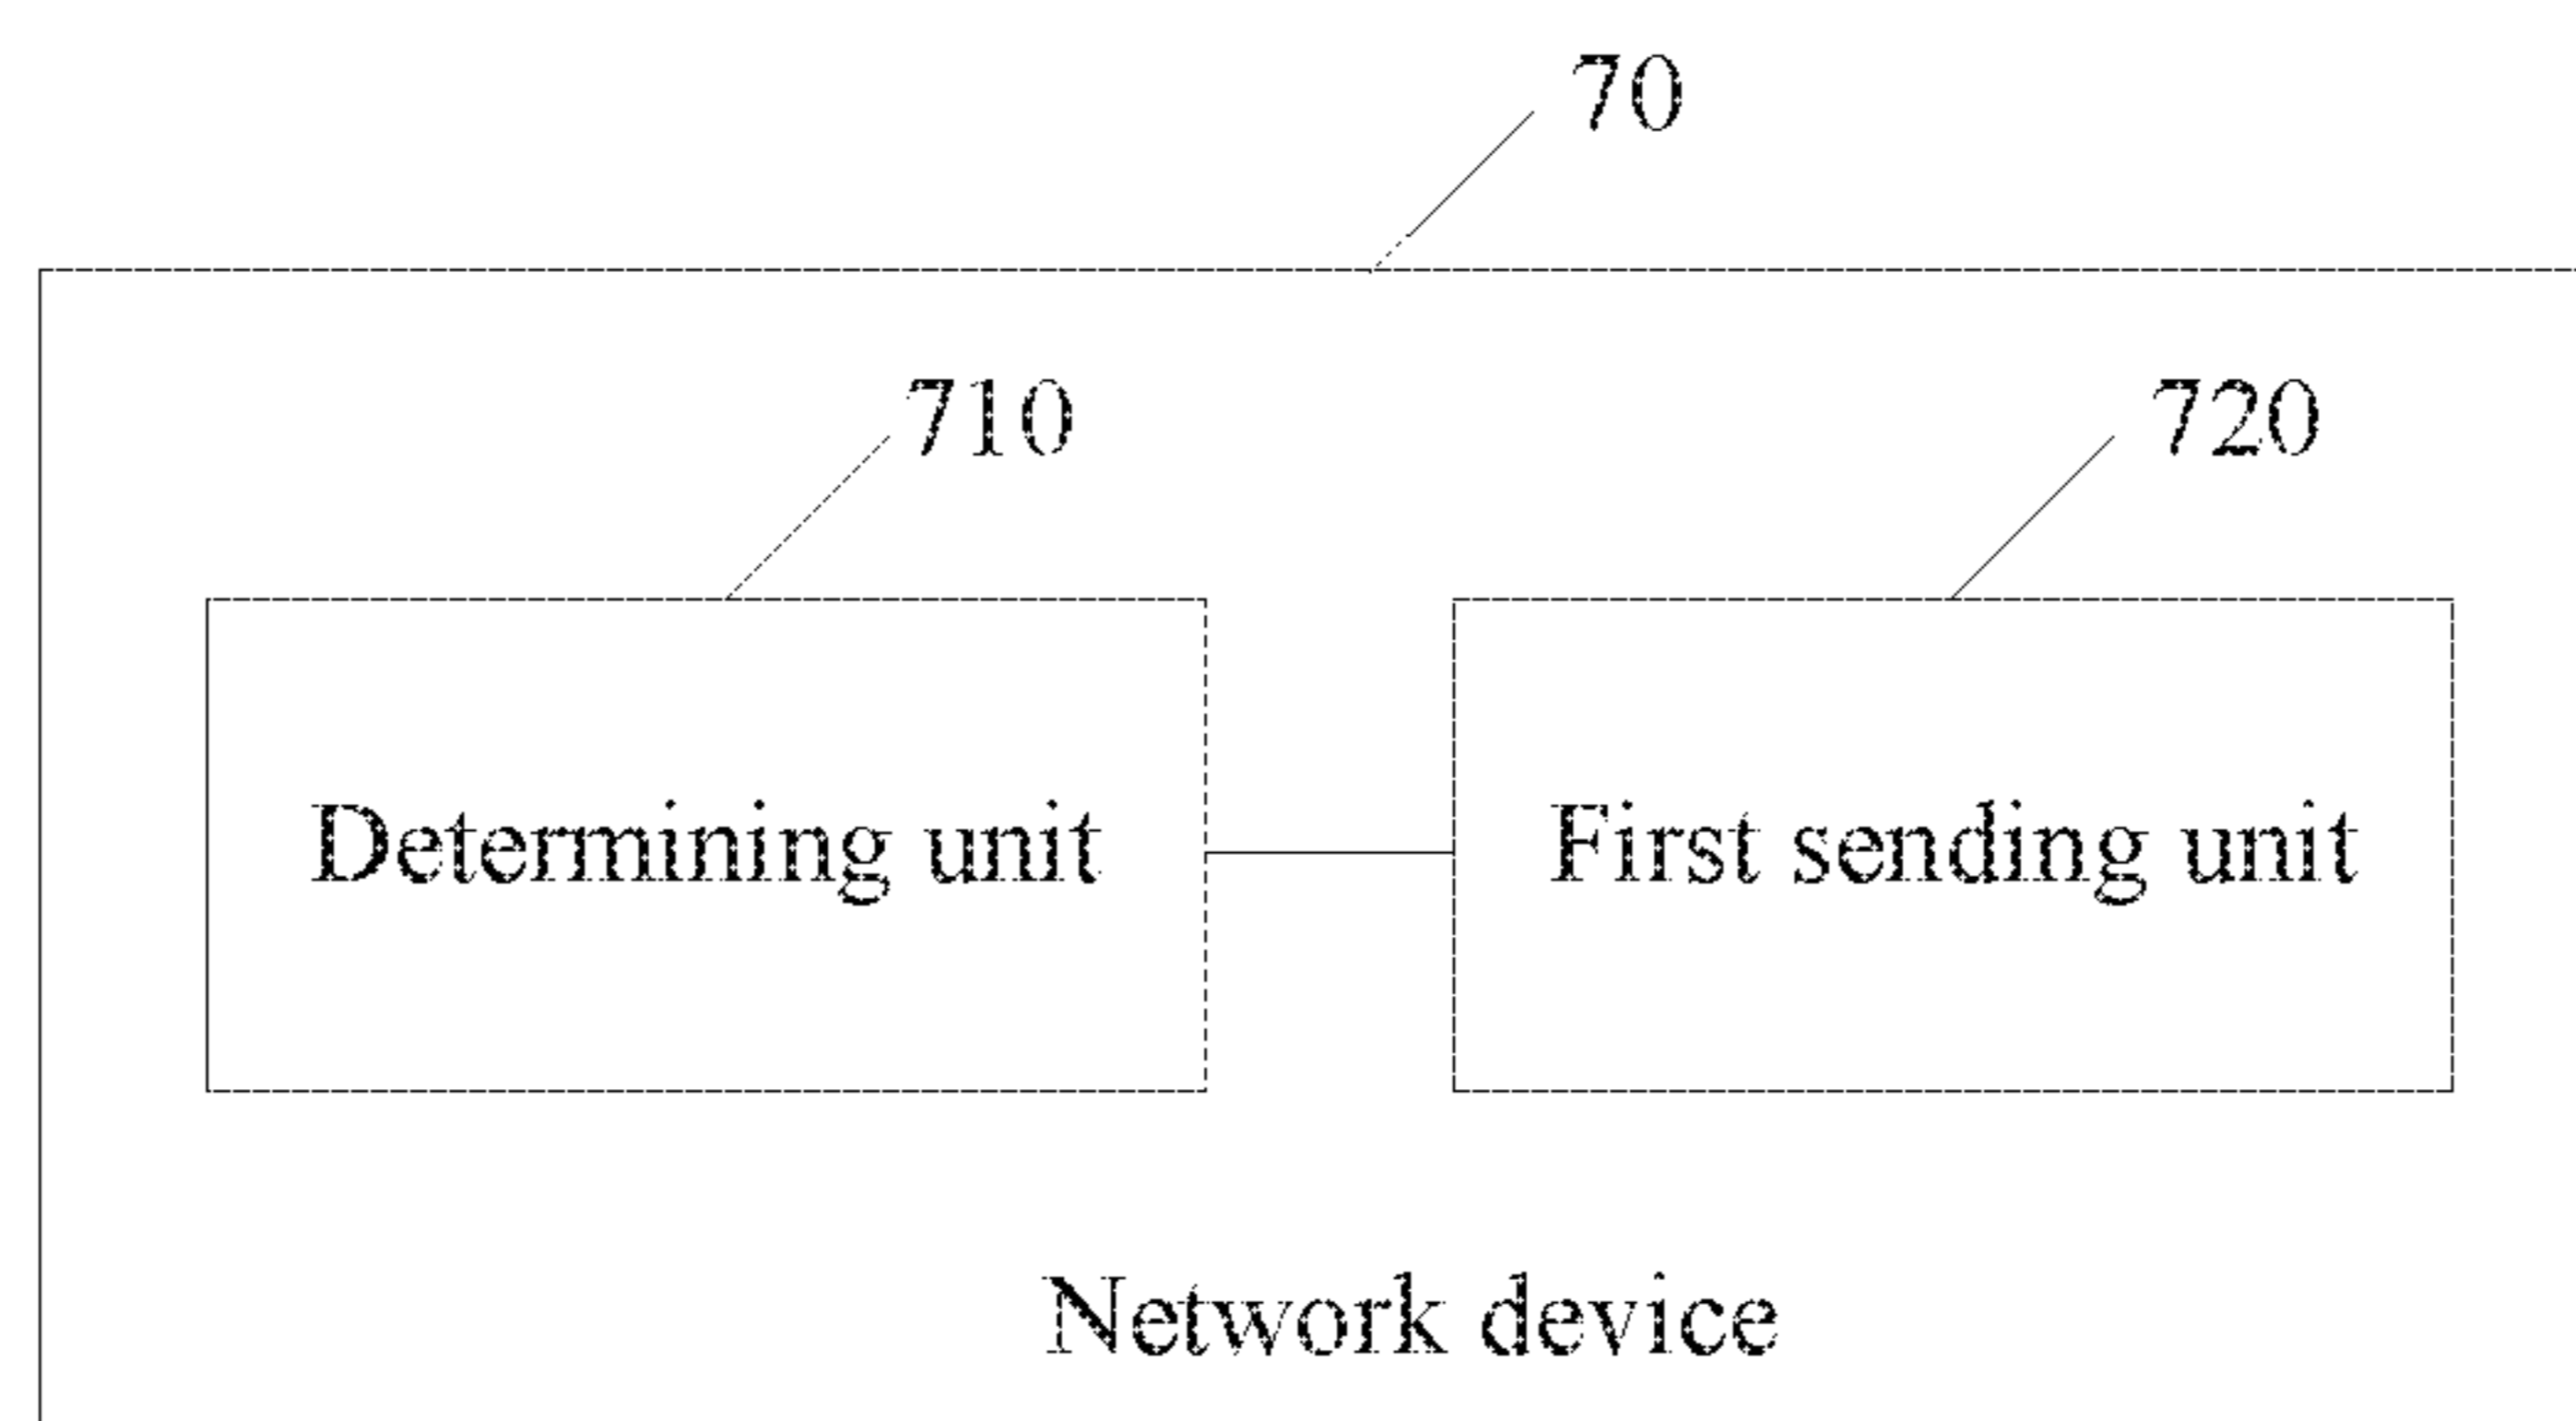 70
710
720
Determining unit
First sending unit
Network device